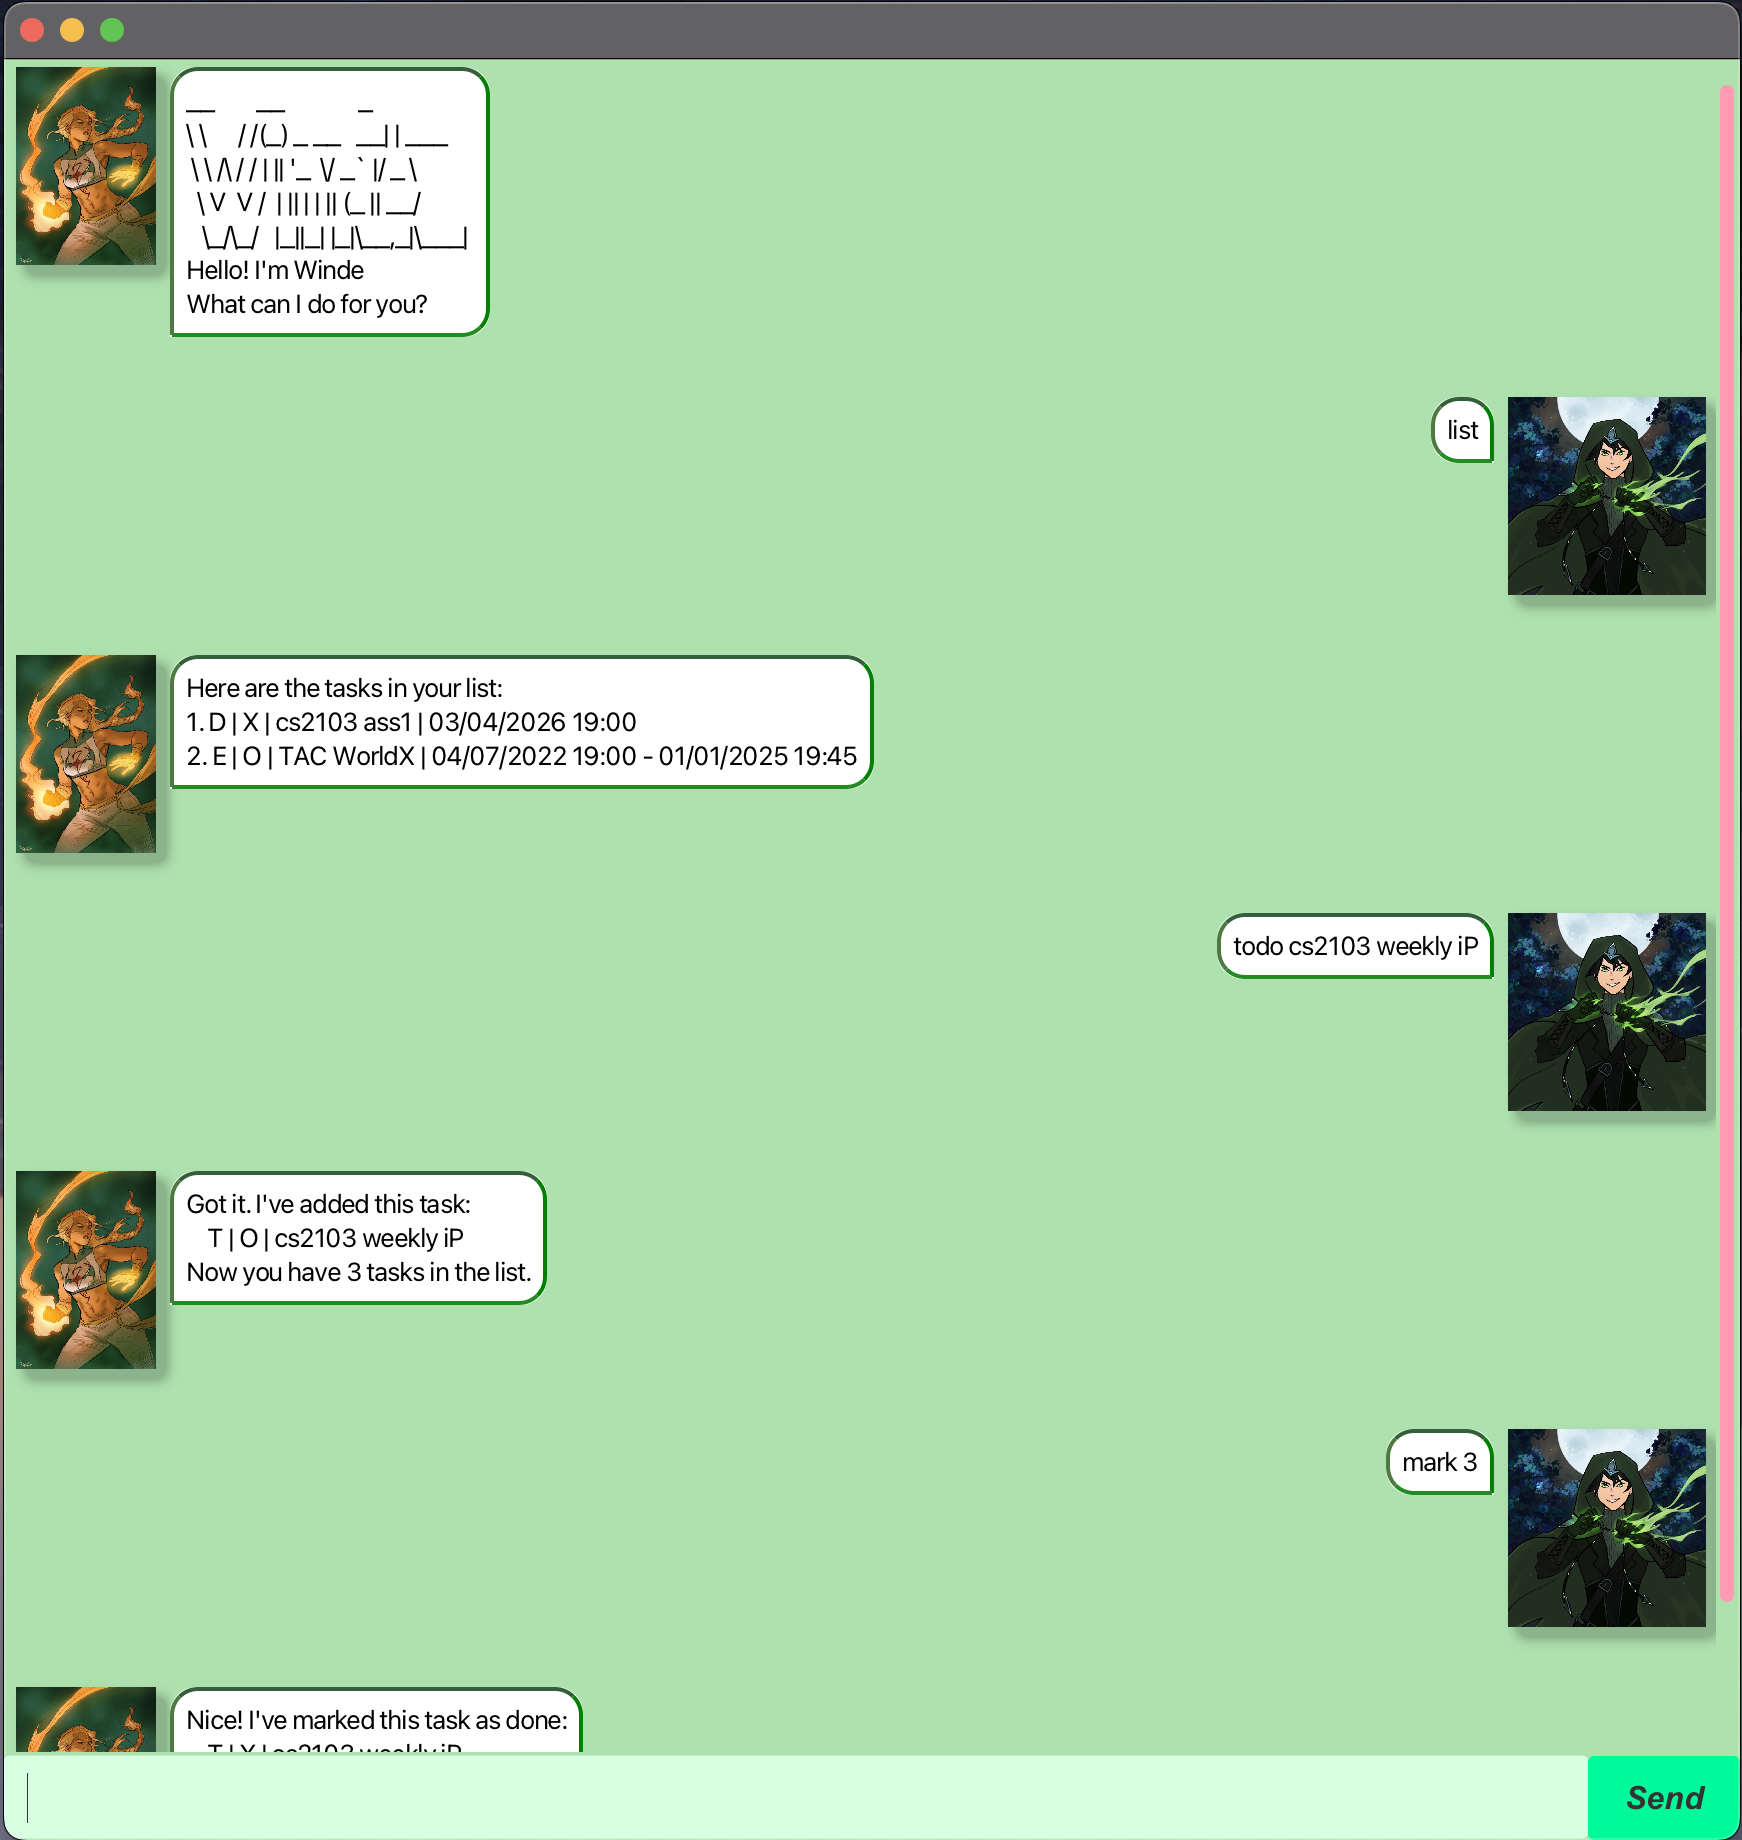 __      __           _
\ \    / /(_) _ __   __| | ___
 \ \ /\ / / | || '_ \/ _` |/ _ \
  \ V  V /  | || | | || (_ || __/
   \_/\_/   |_||_| |_|\__,_|\___|
Hello! I'm Winde
What can I do for you?
list
Here are the tasks in your list:
1. D | X | cs2103 ass1 | 03/04/2026 19:00
2. E | O | TAC WorldX | 04/07/2022 19:00 - 01/01/2025 19:45
todo cs2103 weekly iP
Got it. I've added this task:
T | O | cs2103 weekly iP
Now you have 3 tasks in the list.
mark 3
Nice! I've marked this task as done:
T | X | cs2103 weekly iP
Send